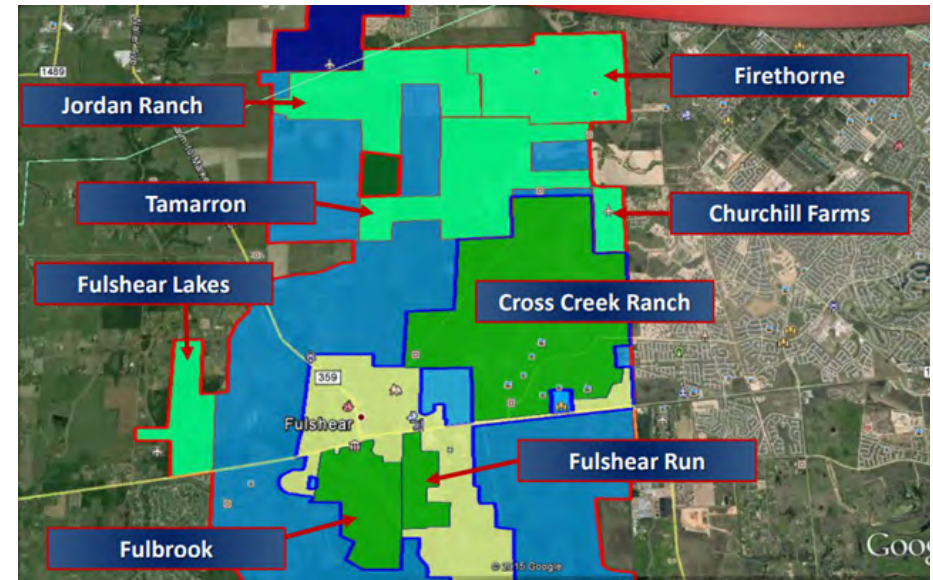 1489
Firethorne
Jordan Ranch
Tamarron
Churchill Farms
Fulshear Lakes
Cross Creek Ranch
359
Fulshear
Fulshear Run
Fulbrook
© 2015 Google
Goog